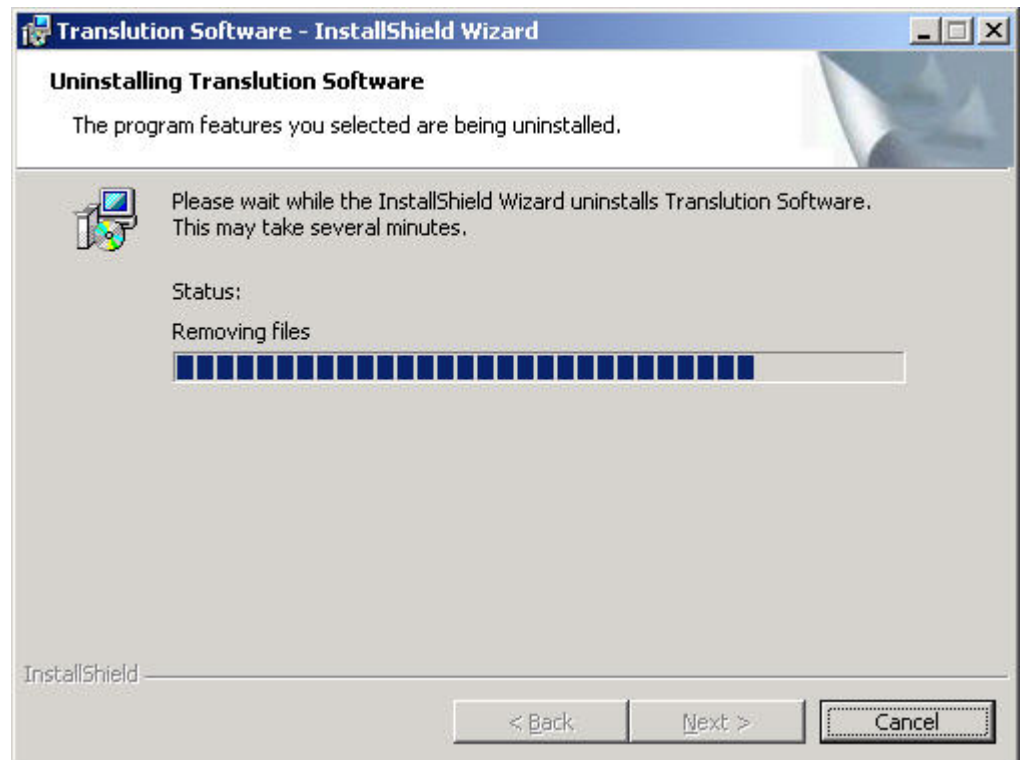 Translution Software - InstallShield Wizard
Uninstalling Translution Software
The program features you selected are being uninstalled.
Please wait while the InstallShield Wizard uninstalls Translution Software.
This may take several minutes.
Status:
Removing files
InstallShield
< Back
Next >
Cancel